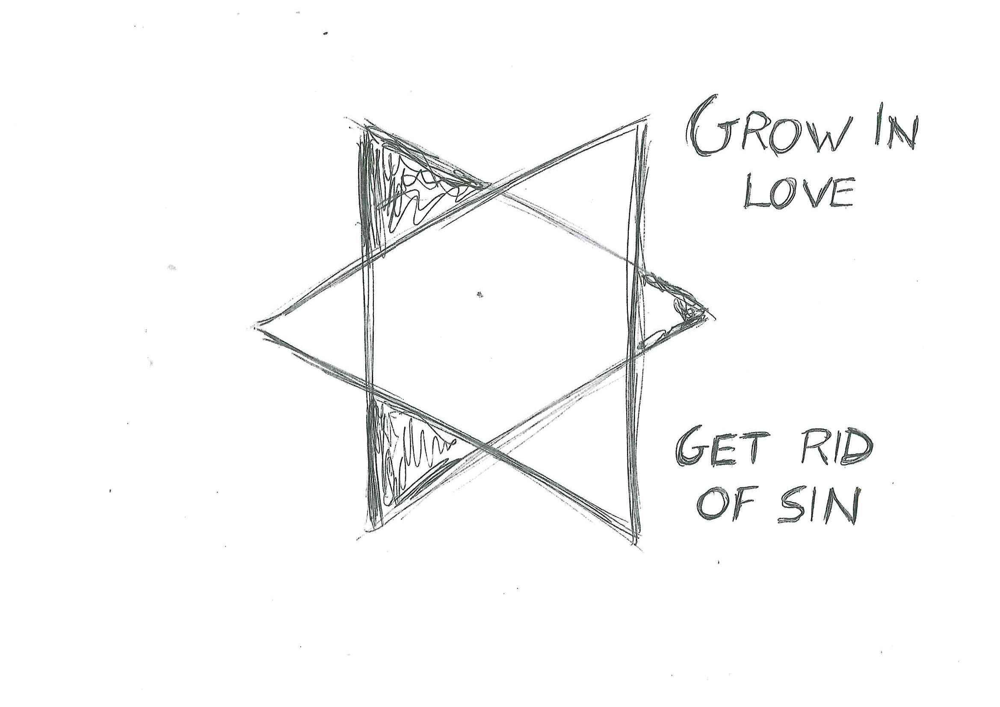 GROW IN
LOVE
GET RID
OF SIN